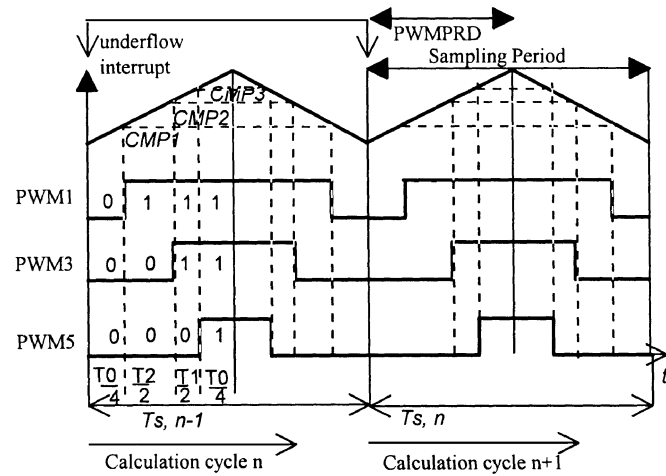 PWMPRD
underflow
interrupt
Sampling Period
CMP3
CMP2
CMP1
PWM1 0 1 1 1
PWM3 0 0 1 1
PWM5 0 0 0 1
t
T0/4 T2/2 T1/2 T0/4
Ts, n-1 Ts, n
Calculation cycle n Calculation cycle n+1